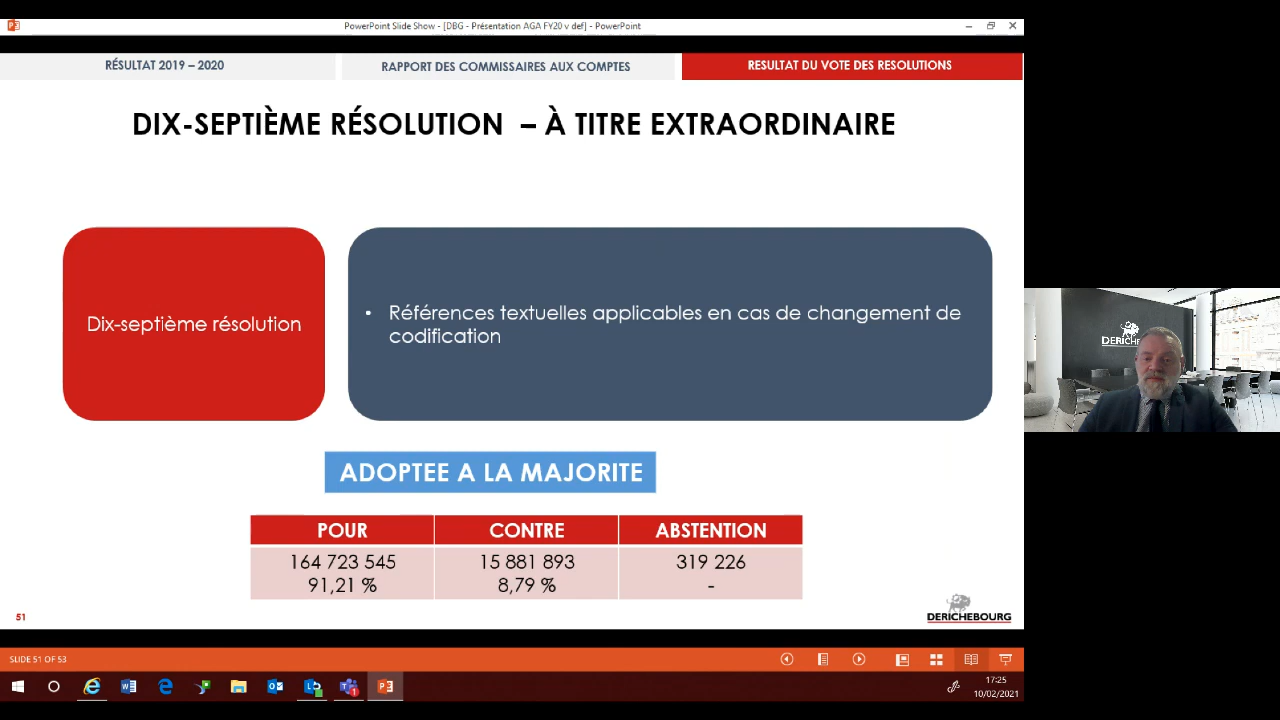 PowerPoint Slide Show - [DBG - Présentation AGA FY20 v def] - PowerPoint
RÉSULTAT 2019 – 2020
RAPPORT DES COMMISSAIRES AUX COMPTES
RESULTAT DU VOTE DES RESOLUTIONS
DIX-SEPTIÈME RÉSOLUTION – À TITRE EXTRAORDINAIRE
Dix-septième résolution
• Références textuelles applicables en cas de changement de
codification
ADOPTEE A LA MAJORITE
POUR CONTRE ABSTENTION
164 723 545 15 881 893 319 226
91,21 % 8,79 % -
51
DERICHEBOURG
SLIDE 51 OF 53
17:25
10/02/2021